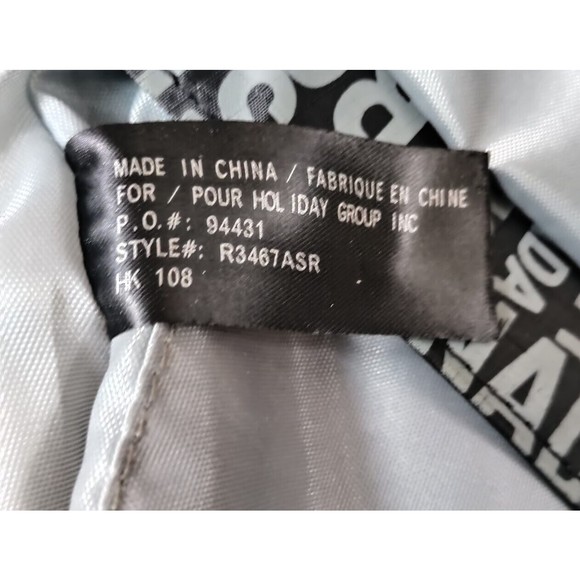 MADE IN CHINA / FABRIQUE EN CHINE
FOR / POUR HOLIDAY GROUP INC
P.O.#: 94431
STYLE#: R3467ASR
HK 108